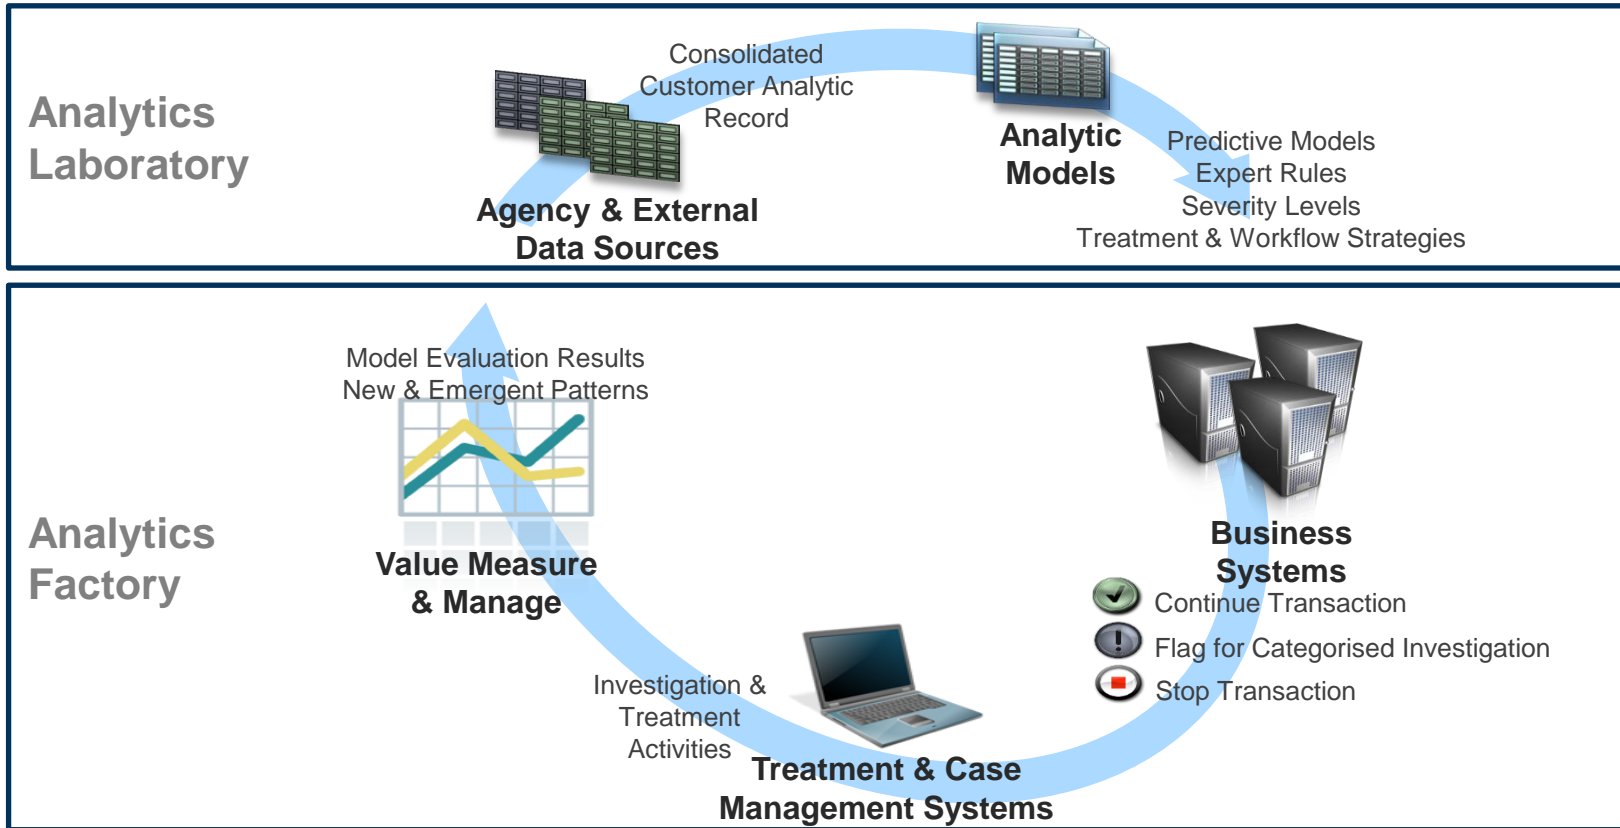 Analytics
Laboratory
Consolidated
Customer Analytic
Record
Agency & External
Data Sources
Analytic
Models
Predictive Models
Expert Rules
Severity Levels
Treatment & Workflow Strategies
Analytics
Factory
Model Evaluation Results
New & Emergent Patterns
Value Measure
& Manage
Investigation &
Treatment
Activities
Treatment & Case
Management Systems
Business
Systems
Continue Transaction
Flag for Categorised Investigation
Stop Transaction